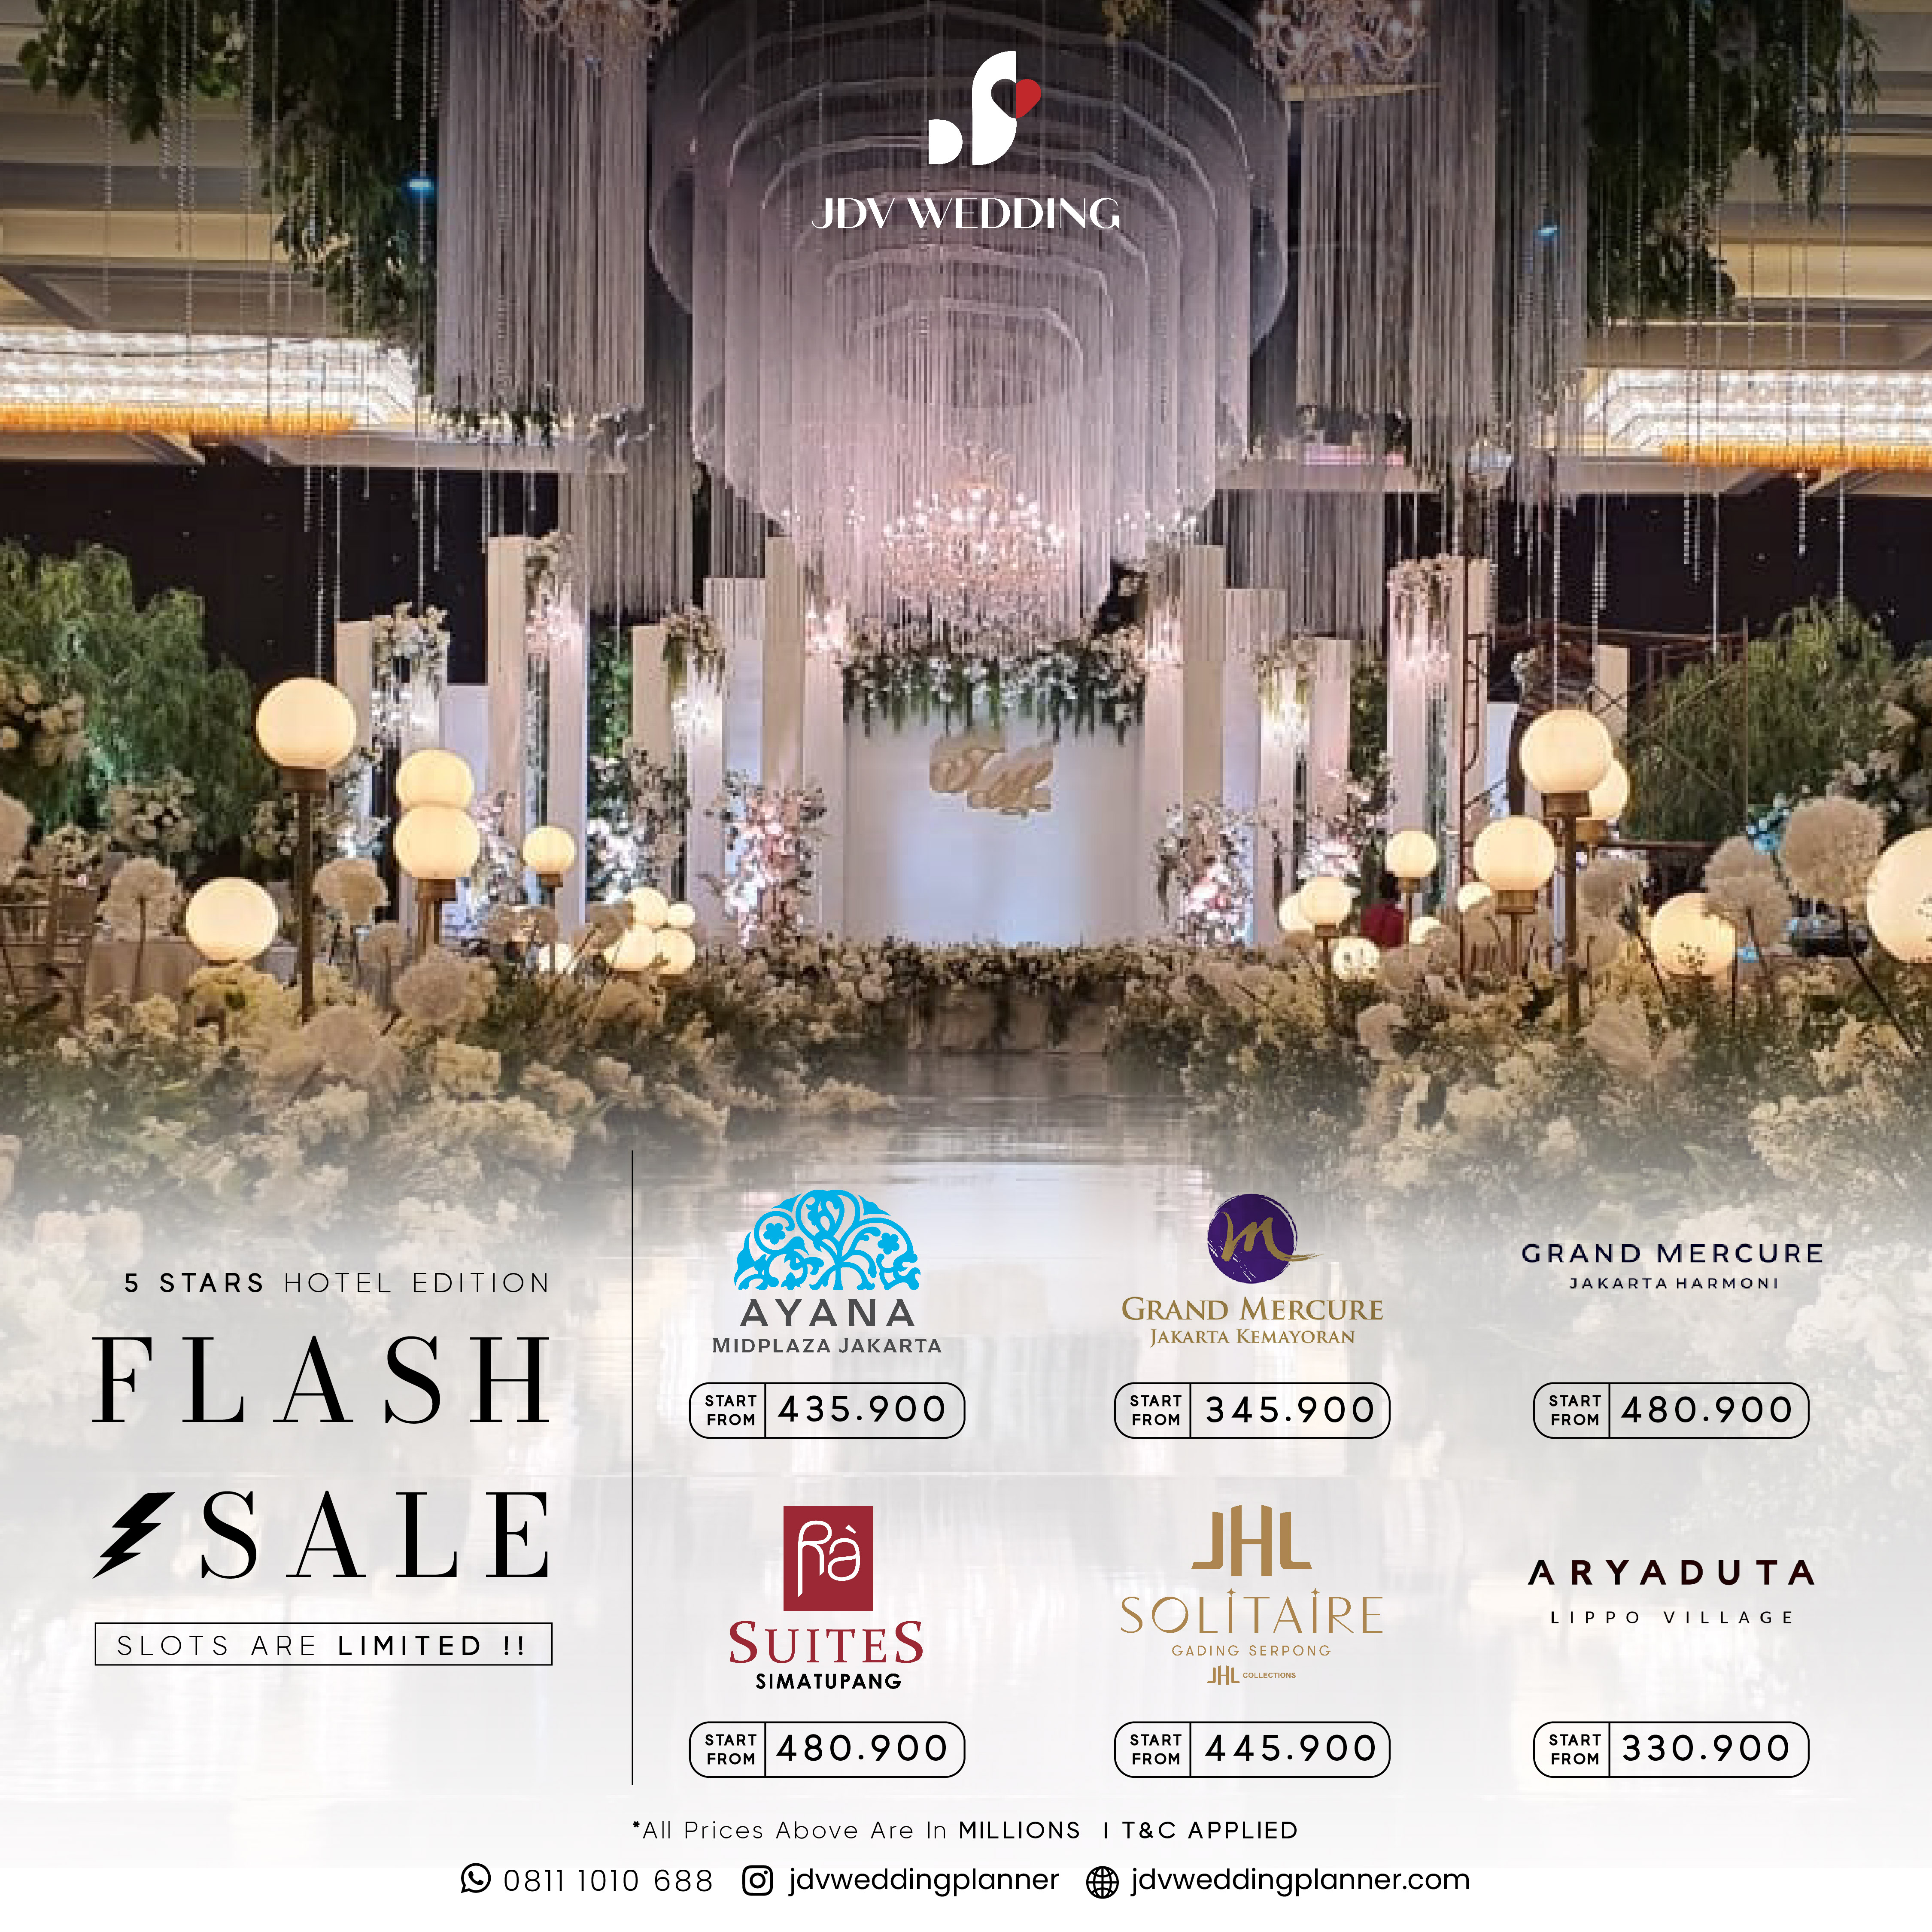 JDV WEDDING
5 STARS HOTEL EDITION
FLASH
SALE
SLOTS ARE LIMITED !!
AYANA
MIDPLAZA JAKARTA
START FROM 435.900
m
GRAND MERCURE
JAKARTA KEMAYORAN
START FROM 345.900
GRAND MERCURE
JAKARTA HARMONI
START FROM 480.900
Rà
SUITES
SIMATUPANG
START FROM 480.900
JHL
SOLITAIRE
GADING SERPONG
JHL COLLECTIONS
START FROM 445.900
ARYADUTA
LIPPO VILLAGE
START FROM 330.900
*All Prices Above Are In MILLIONS | T&C APPLIED
0811 1010 688 jdvweddingplanner jdvweddingplanner.com